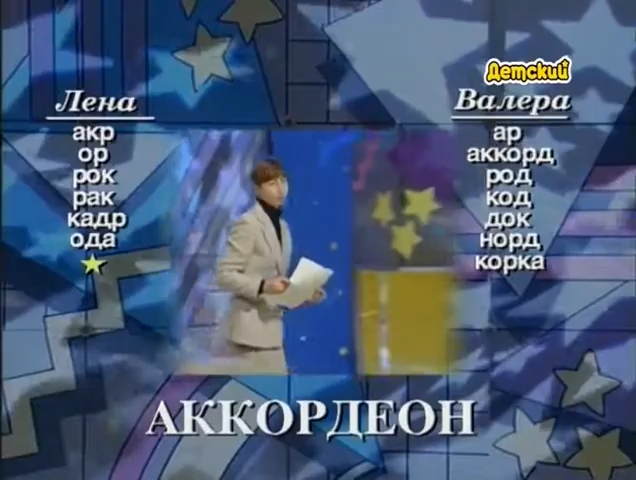 Детский
Лена
акр
ор
рок
рак
кадр
ода
Валера
ар
аккорд
род
код
док
норд
корка
АККОРДЕОН